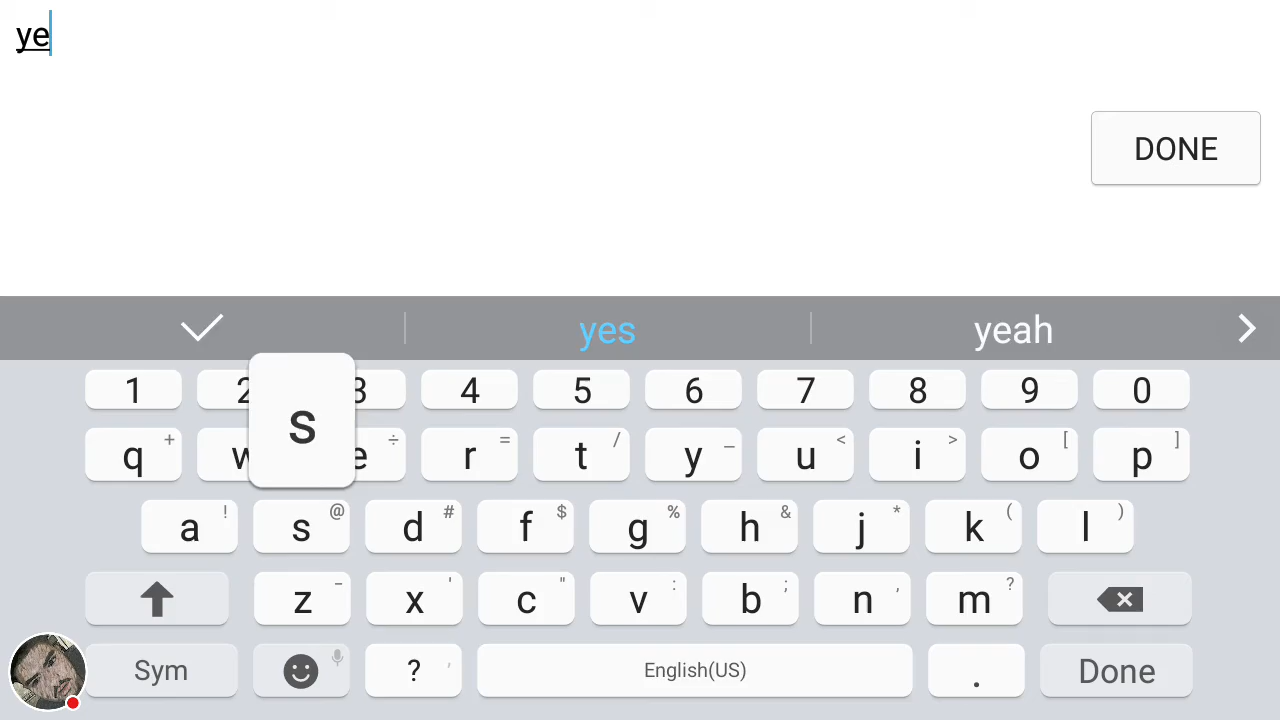 ye
DONE
yes yeah
1 2 3 4 5 6 7 8 9 0
s
q + w e ÷ r = t / y – u < i > o [ p ]
a ! s @ d # f $ g % h & j * k ( l )
z – x ' c " v : b ; n , m ?
Sym ? , English(US) . Done